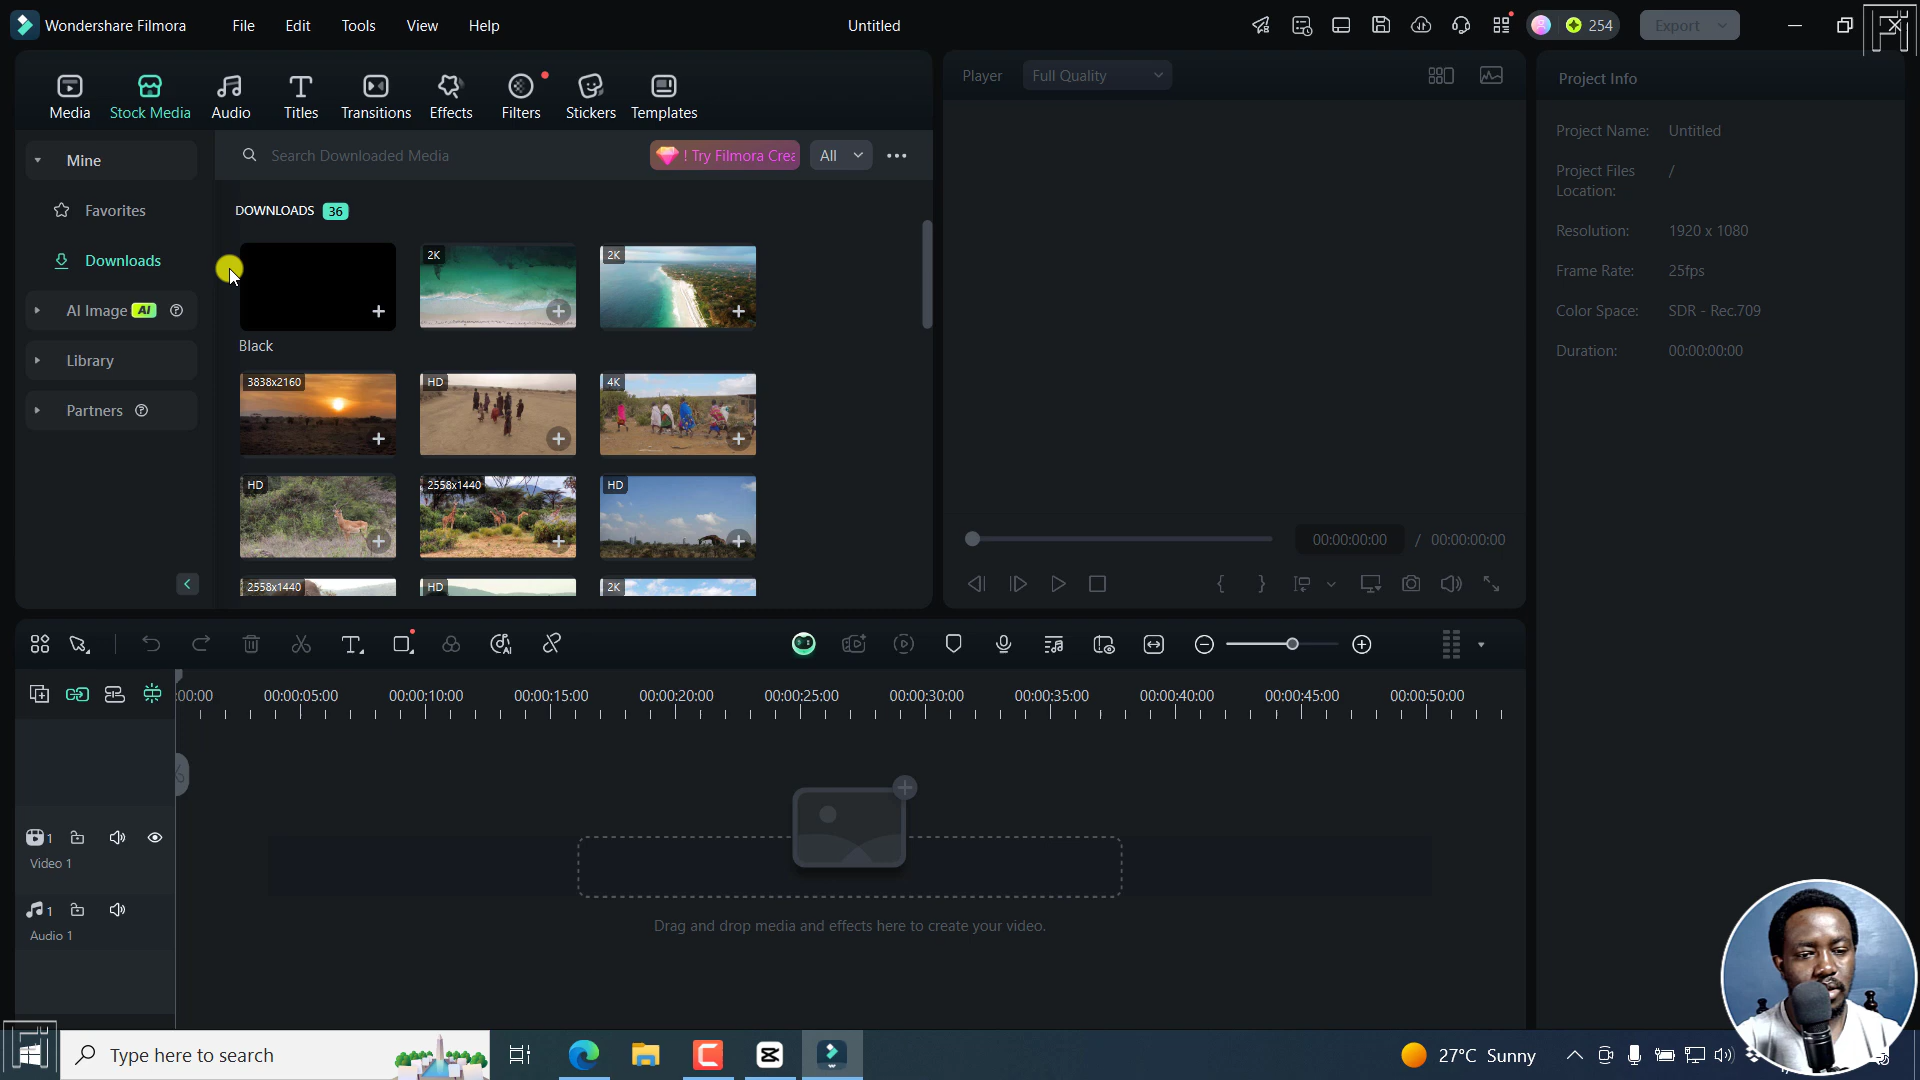 Wondershare Filmora
File
Edit
Tools
View
Help
Untitled
254
Export
Media
Stock Media
Audio
Titles
Transitions
Effects
Filters
Stickers
Templates
Player
Full Quality
Project Info
Mine
Search Downloaded Media
! Try Filmora Crea
All
Project Name:
Untitled
Favorites
DOWNLOADS
36
Project Files
Location:
/
Downloads
2K
2K
Resolution:
1920 x 1080
Frame Rate:
25fps
AI Image
AI
Color Space:
SDR - Rec.709
Black
Duration:
00:00:00:00
Library
3838x2160
HD
4K
Partners
HD
2558x1440
HD
00:00:00:00
/
00:00:00:00
2558x1440
HD
2K
:00:00
00:00:05:00
00:00:10:00
00:00:15:00
00:00:20:00
00:00:25:00
00:00:30:00
00:00:35:00
00:00:40:00
00:00:45:00
00:00:50:00
1
Video 1
1
Audio 1
Drag and drop media and effects here to create your video.
Type here to search
27°C
Sunny